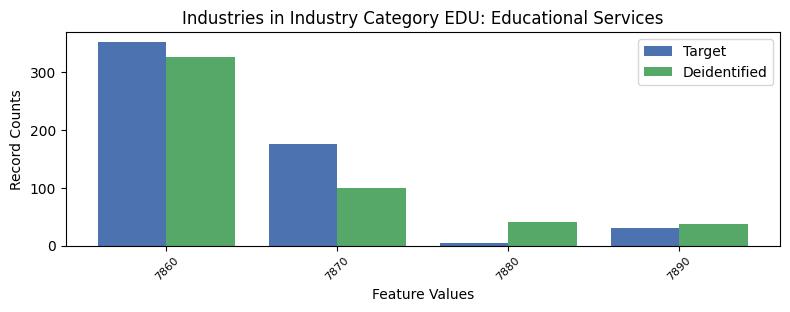 Industries in Industry Category EDU: Educational Services
Target
Deidentified
Record Counts
300
200
100
0
7860
7870
7880
7890
Feature Values